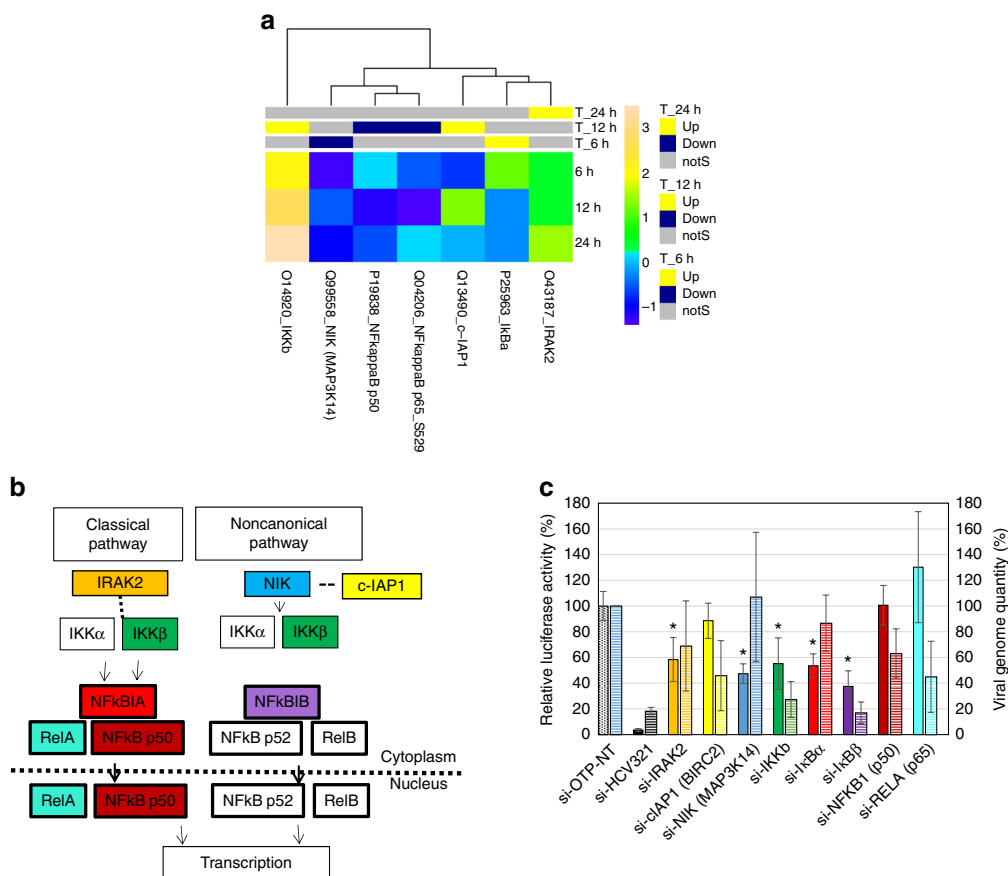 a
T_24 h
T_12 h
T_6 h
6 h
12 h
24 h
O14920_IKKb
Q99558_NIK (MAP3K14)
P19838_NFkappaB p50
Q04206_NFkappaB p65_S529
Q13490_c–IAP1
P25963_IkBa
O43187_IRAK2
3
2
1
0
–1
T_24 h
Up
Down
notS
T_12 h
Up
Down
notS
T_6 h
Up
Down
notS
b
Classical
pathway
Noncanonical
pathway
IRAK2
NIK
c-IAP1
IKKα
IKKβ
IKKα
IKKβ
NFkBIA
NFkBIB
RelA
NFkB p50
NFkB p52
RelB
Cytoplasm
Nucleus
RelA
NFkB p50
NFkB p52
RelB
Transcription
c
Relative luciferase activity (%)
180
160
140
120
100
80
60
40
20
0
* * * * *
180
160
140
120
100
80
60
40
20
0
Viral genome quantity (%)
si-OTP-NT
si-HCV321
si-IRAK2
si-cIAP1 (BIRC2)
si-NIK (MAP3K14)
si-IKKb
si-IκBα
si-IκBβ
si-NFKB1 (p50)
si-RELA (p65)